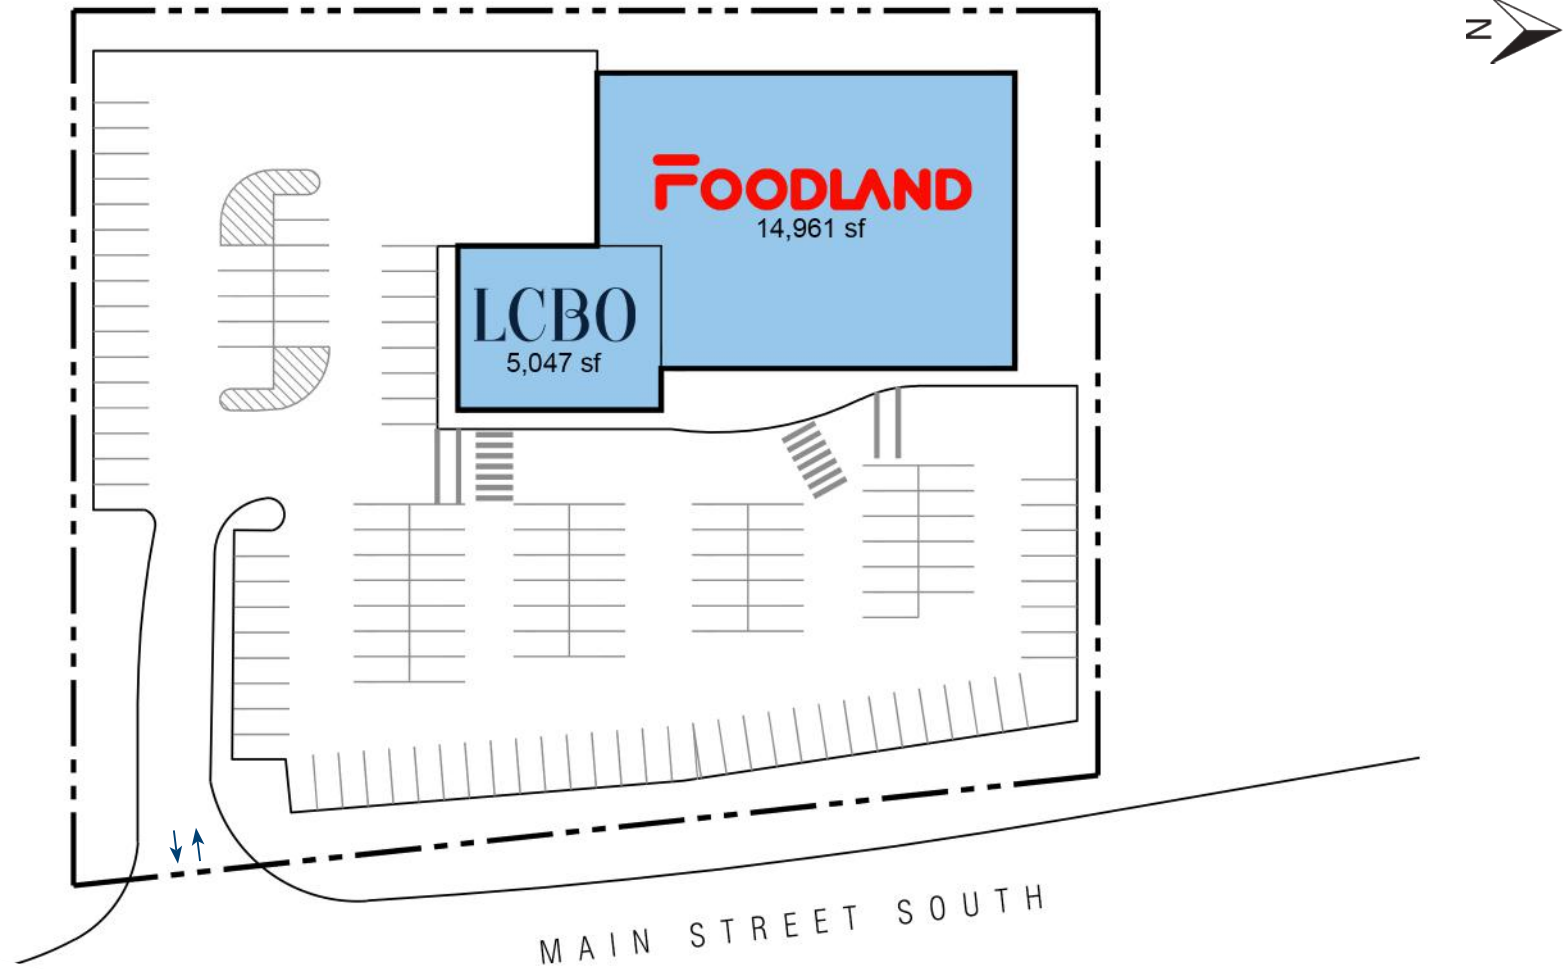 N
FOODLAND
14,961 sf
LCBO
5,047 sf
MAIN STREET SOUTH